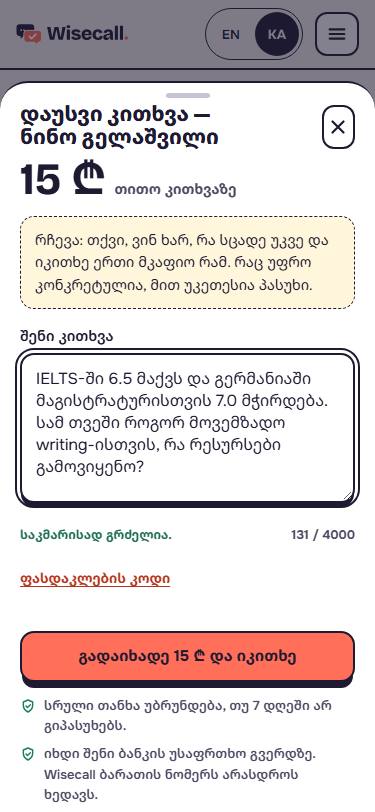 Wisecall.
EN
KA
დაუსვი კითხვა —
ნინო გელაშვილი
15 ₾ თითო კითხვაზე
რჩევა: თქვი, ვინ ხარ, რა სცადე უკვე და
იკითხე ერთი მკაფიო რამ. რაც უფრო
კონკრეტულია, მით უკეთესია პასუხი.
შენი კითხვა
IELTS-ში 6.5 მაქვს და გერმანიაში
მაგისტრატურისთვის 7.0 მჭირდება.
სამ თვეში როგორ მოვემზადო
writing-ისთვის, რა რესურსები
გამოვიყენო?
საკმარისად გრძელია.
131 / 4000
ფასდაკლების კოდი
გადაიხადე 15 ₾ და იკითხე
სრული თანხა უბრუნდება, თუ 7 დღეში არ
გიპასუხებს.
იხდი შენი ბანკის უსაფრთხო გვერდზე.
Wisecall ბარათის ნომერს არასდროს
ხედავს.